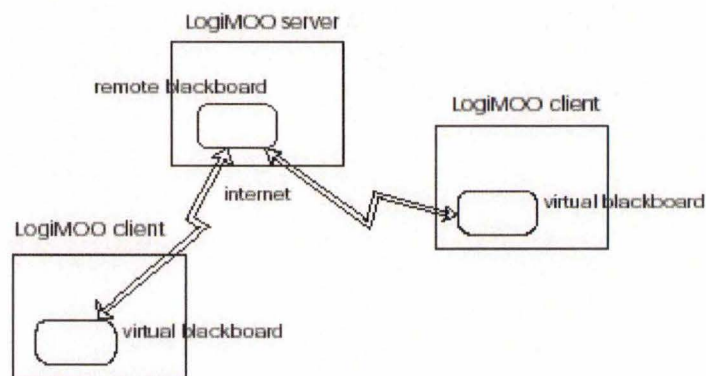 LogiMOO server
remote blackboard
LogiMOO client
internet
virtual blackboard
LogiMOO client
virtual blackboard